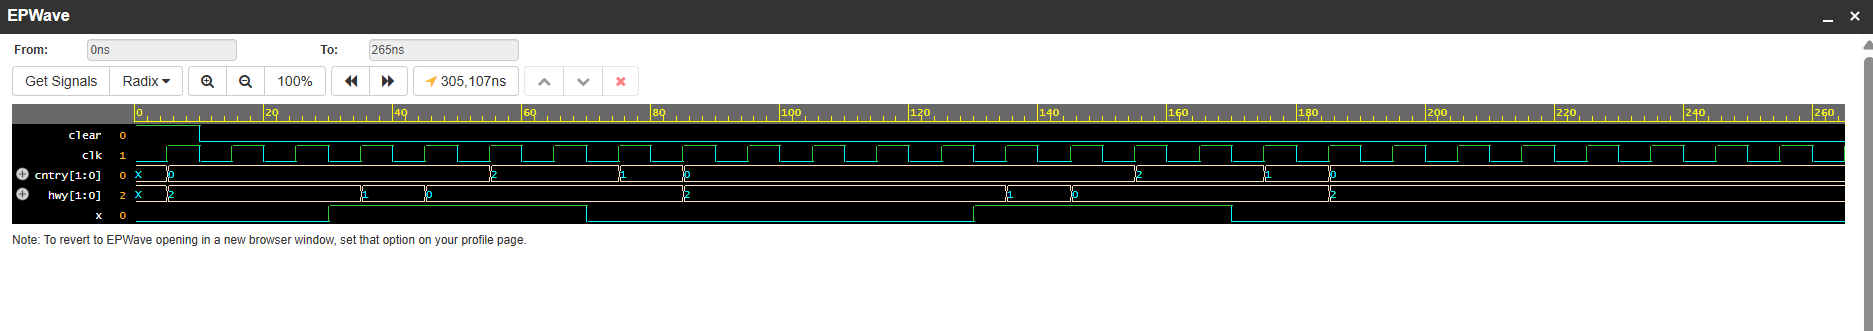 EPWave
From: 0ns To: 265ns
Get Signals Radix 100% 305,107ns
0 20 40 60 80 100 120 140 160 180 200 220 240 260
clear 0
clk 1
cntry[1:0] 0 X 0 2 1 0 2 1 0
hwy[1:0] 2 X 2 1 0 2 1 0 2
x 0
Note: To revert to EPWave opening in a new browser window, set that option on your profile page.